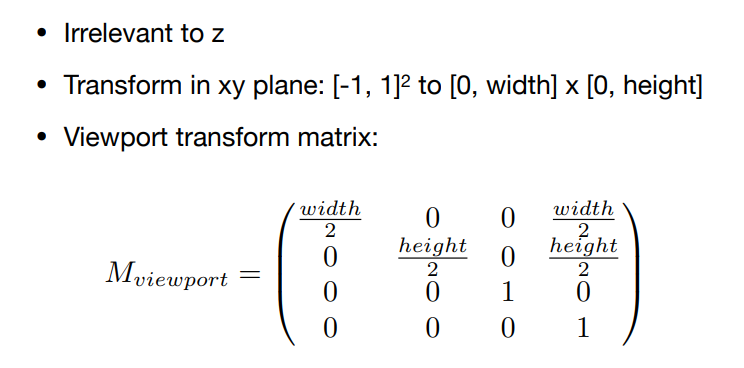 • Irrelevant to z
• Transform in xy plane: [-1, 1]² to [0, width] x [0, height]
• Viewport transform matrix:
M_{viewport} = \begin{pmatrix} \frac{width}{2} & 0 & 0 & \frac{width}{2} \\ 0 & \frac{height}{2} & 0 & \frac{height}{2} \\ 0 & 0 & 1 & 0 \\ 0 & 0 & 0 & 1 \end{pmatrix}